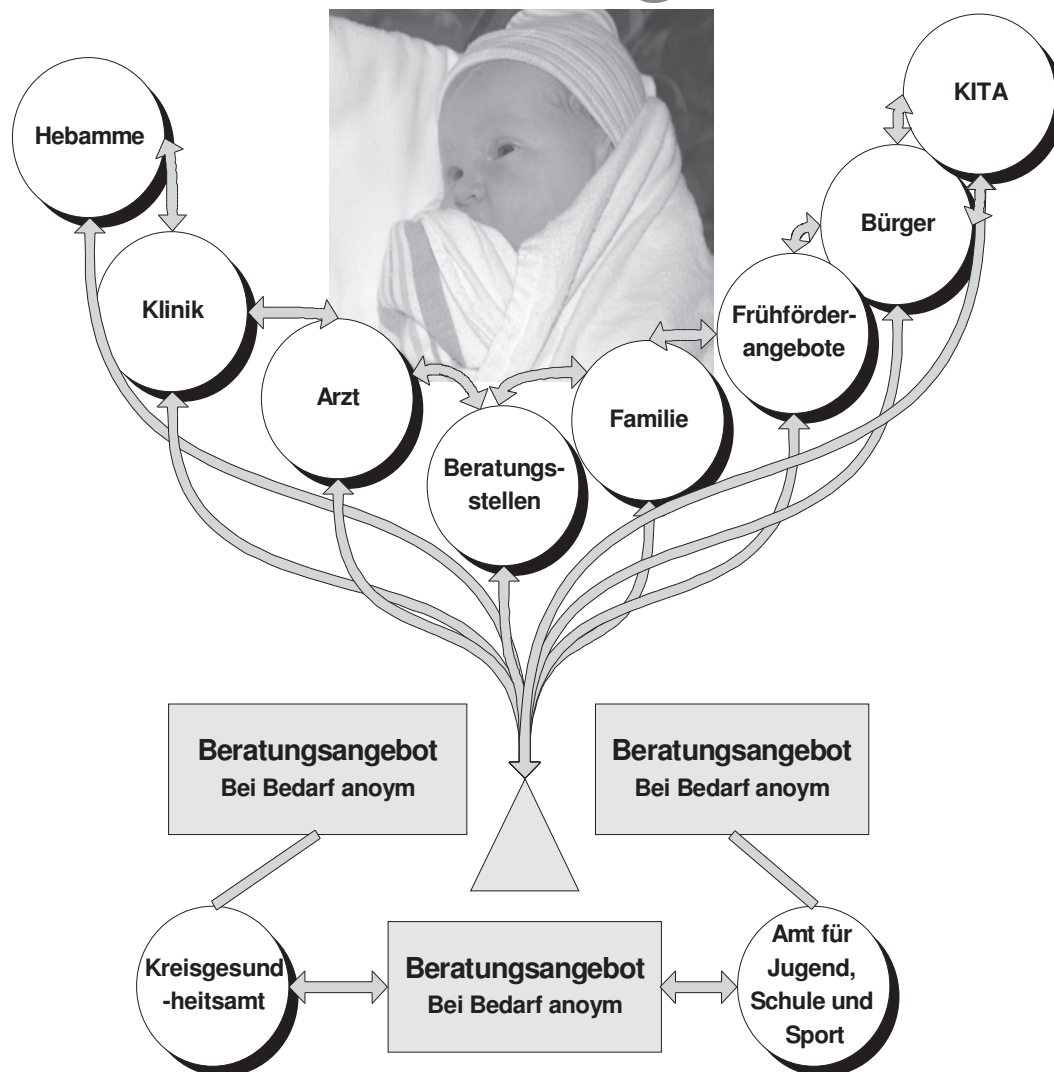 KITA
Hebamme
Bürger
Klinik
Frühförder-
angebote
Arzt
Familie
Beratungs-
stellen
Beratungsangebot
Bei Bedarf anoym
Beratungsangebot
Bei Bedarf anoym
Kreisgesund
-heitsamt
Beratungsangebot
Bei Bedarf anoym
Amt für
Jugend,
Schule und
Sport